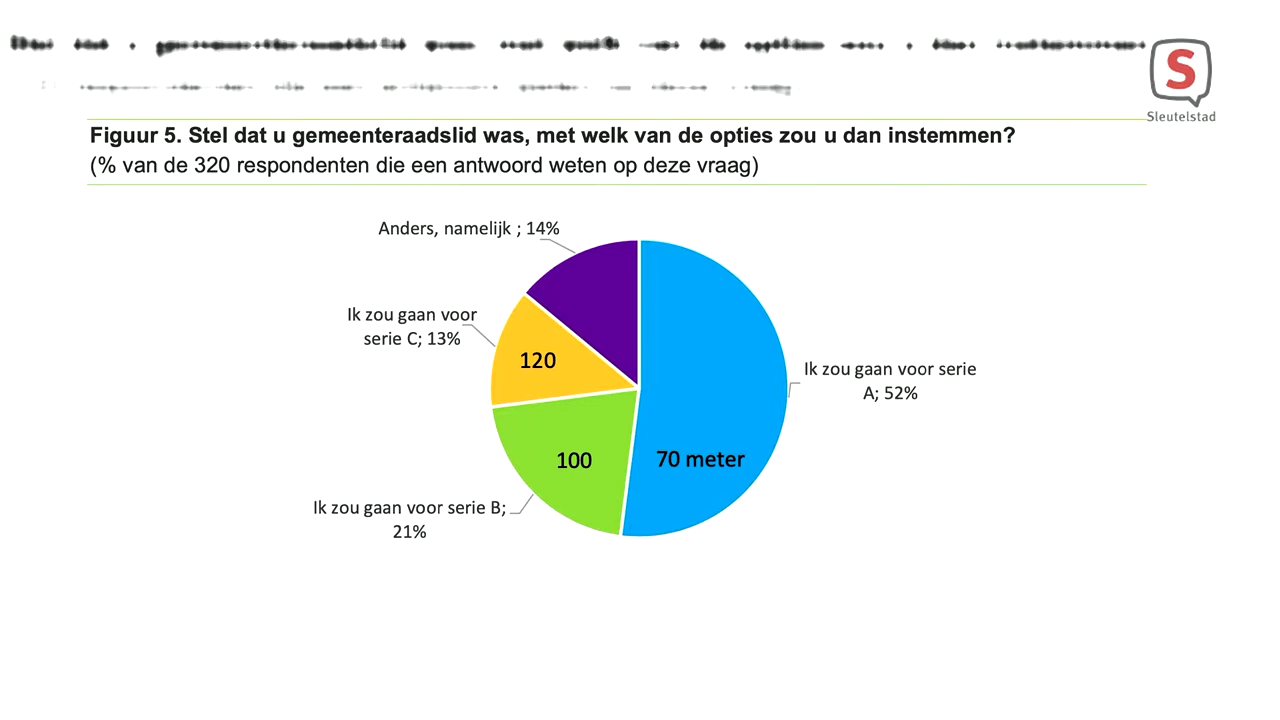 S
Sleutelstad
Figuur 5. Stel dat u gemeenteraadslid was, met welk van de opties zou u dan instemmen?
(% van de 320 respondenten die een antwoord weten op deze vraag)
Anders, namelijk ; 14%
Ik zou gaan voor
serie C; 13%
120
Ik zou gaan voor serie
A; 52%
100
70 meter
Ik zou gaan voor serie B;
21%